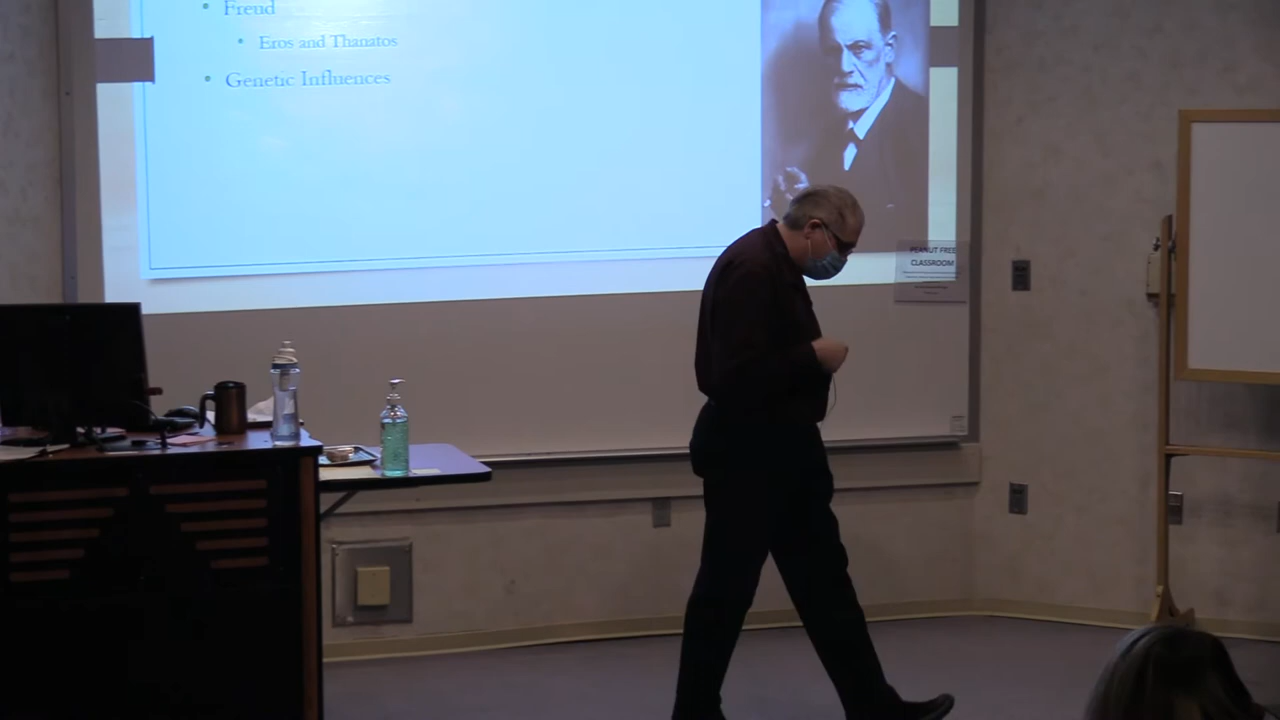 Freud
Eros and Thanatos
Genetic Influences
PEANUT FREE
CLASSROOM